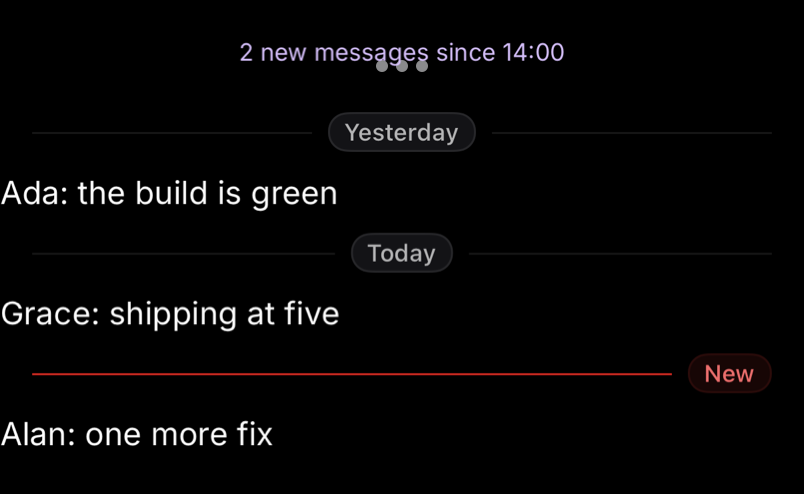 2 new messages since 14:00
Yesterday
Ada: the build is green
Today
Grace: shipping at five
New
Alan: one more fix